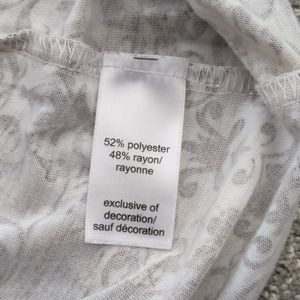 52% polyester
48% rayon/
rayonne
exclusive of
decoration/
sauf décoration